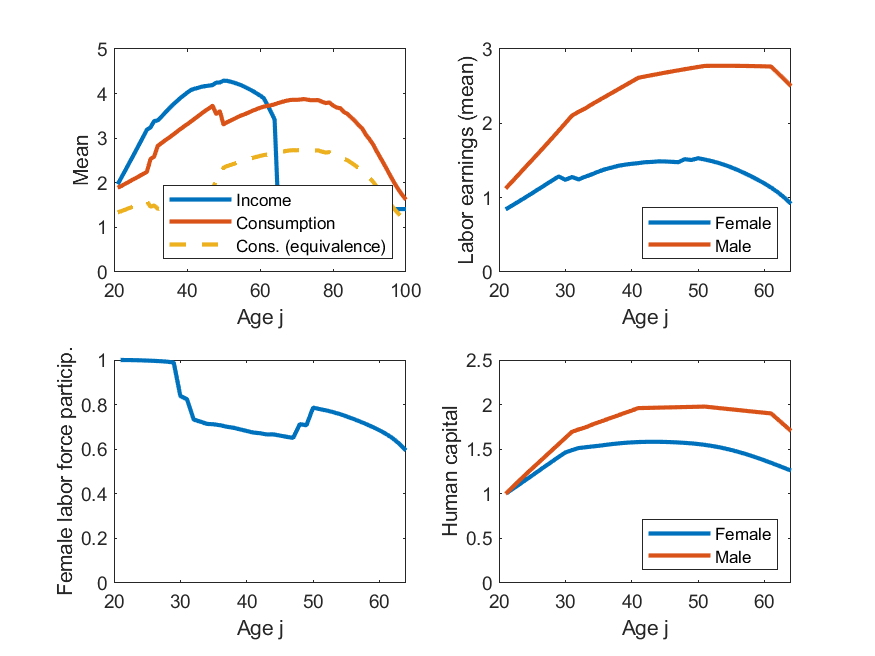 5
4
3
2
1
0
Mean
Income
Consumption
Cons. (equivalence)
20 40 60 80 100
Age j
3
2
1
0
Labor earnings (mean)
Female
Male
20 30 40 50 60
Age j
1
0.8
0.6
0.4
0.2
0
Female labor force particip.
20 30 40 50 60
Age j
2.5
2
1.5
1
0.5
0
Human capital
Female
Male
20 30 40 50 60
Age j